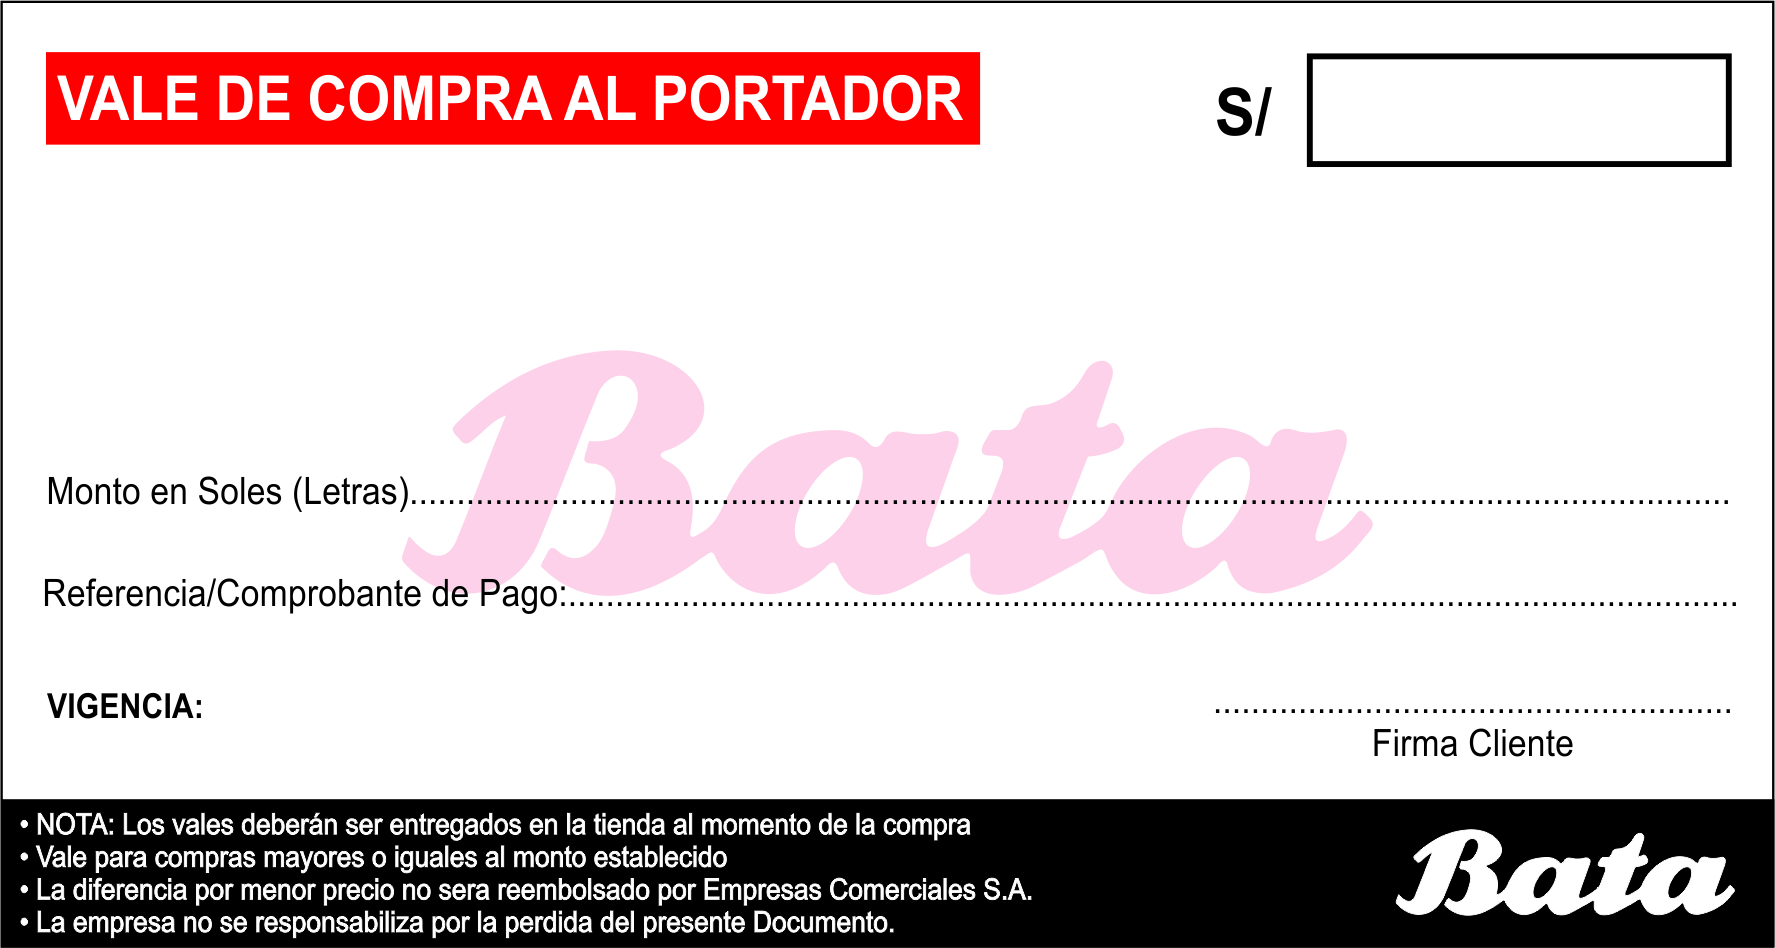 VALE DE COMPRA AL PORTADOR
S/
Bata
Monto en Soles (Letras)..............................................................................................................................................
Referencia/Comprobante de Pago:..............................................................................................................................
VIGENCIA:
........................................................
Firma Cliente
• NOTA: Los vales deberán ser entregados en la tienda al momento de la compra
• Vale para compras mayores o iguales al monto establecido
• La diferencia por menor precio no sera reembolsado por Empresas Comerciales S.A.
• La empresa no se responsabiliza por la perdida del presente Documento.
Bata